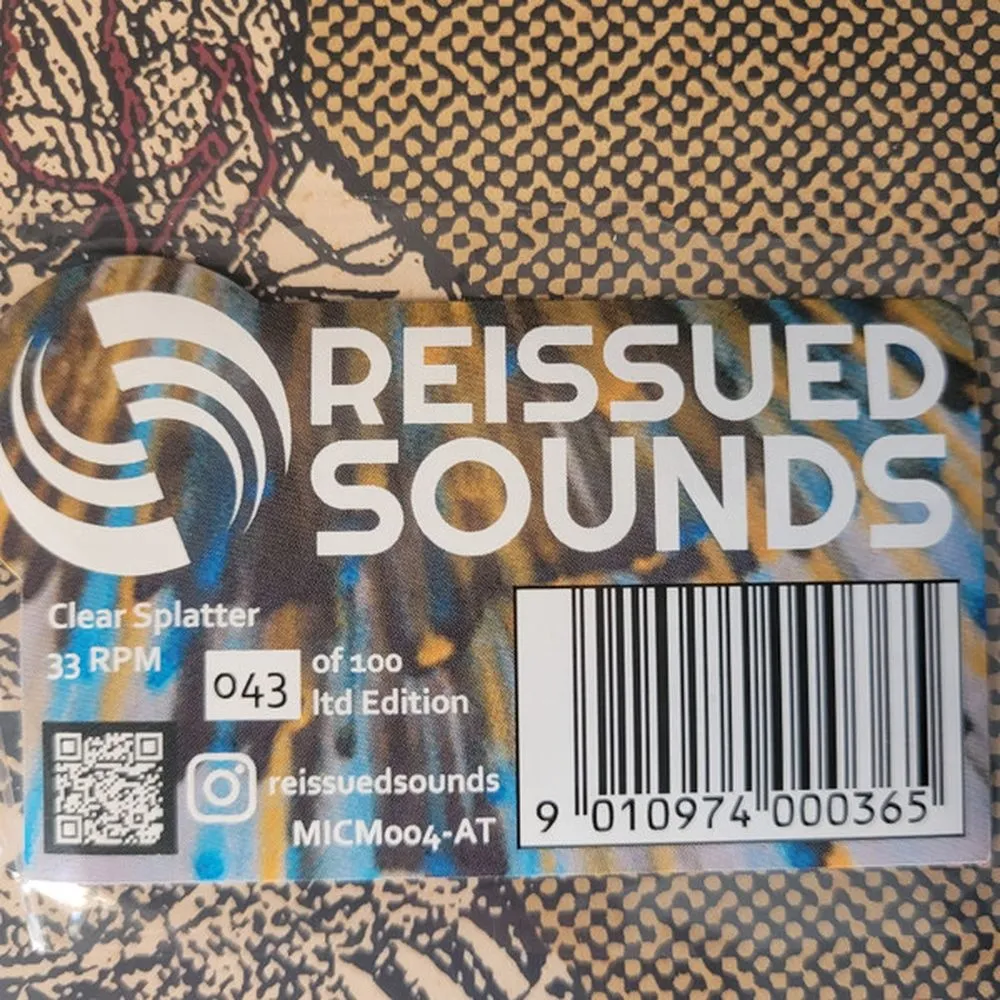 REISSUED
SOUNDS
Clear Splatter
33 RPM
043 of 100
ltd Edition
reissuedsounds
MICM004-AT
9 010974 000365